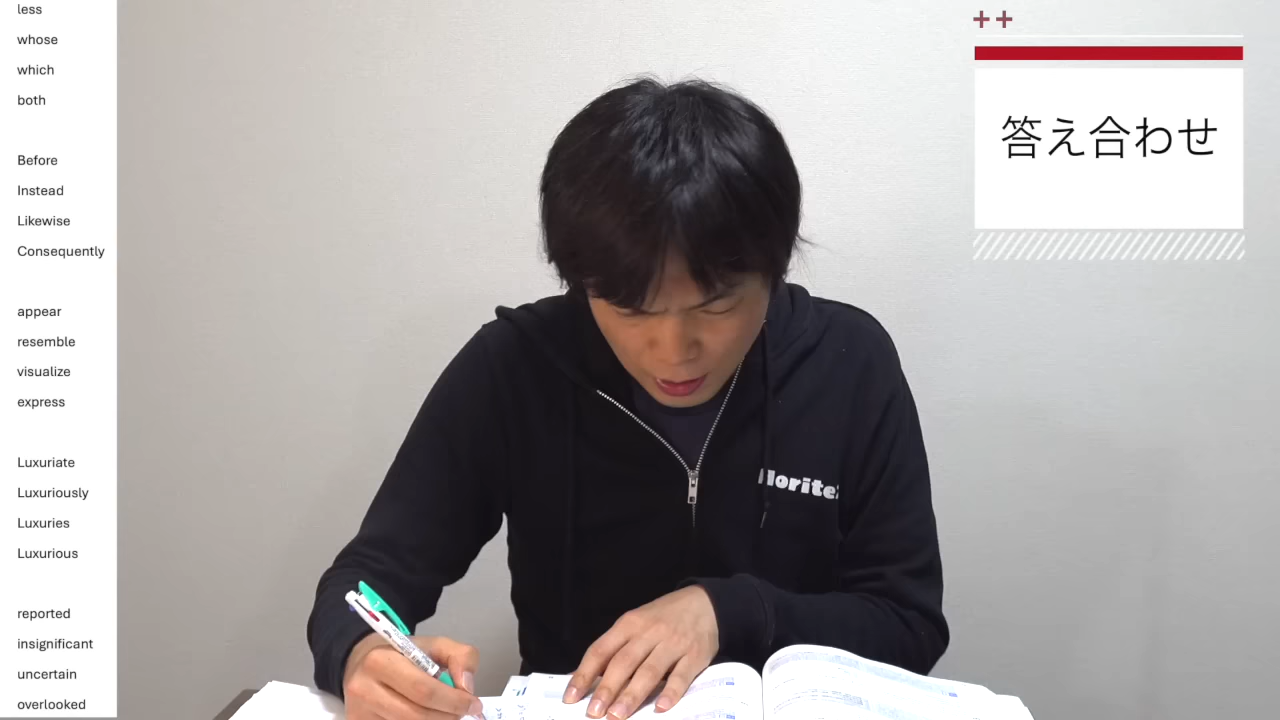 less
whose
which
both
Before
Instead
Likewise
Consequently
appear
resemble
visualize
express
Luxuriate
Luxuriously
Luxuries
Luxurious
reported
insignificant
uncertain
overlooked
++
答え合わせ